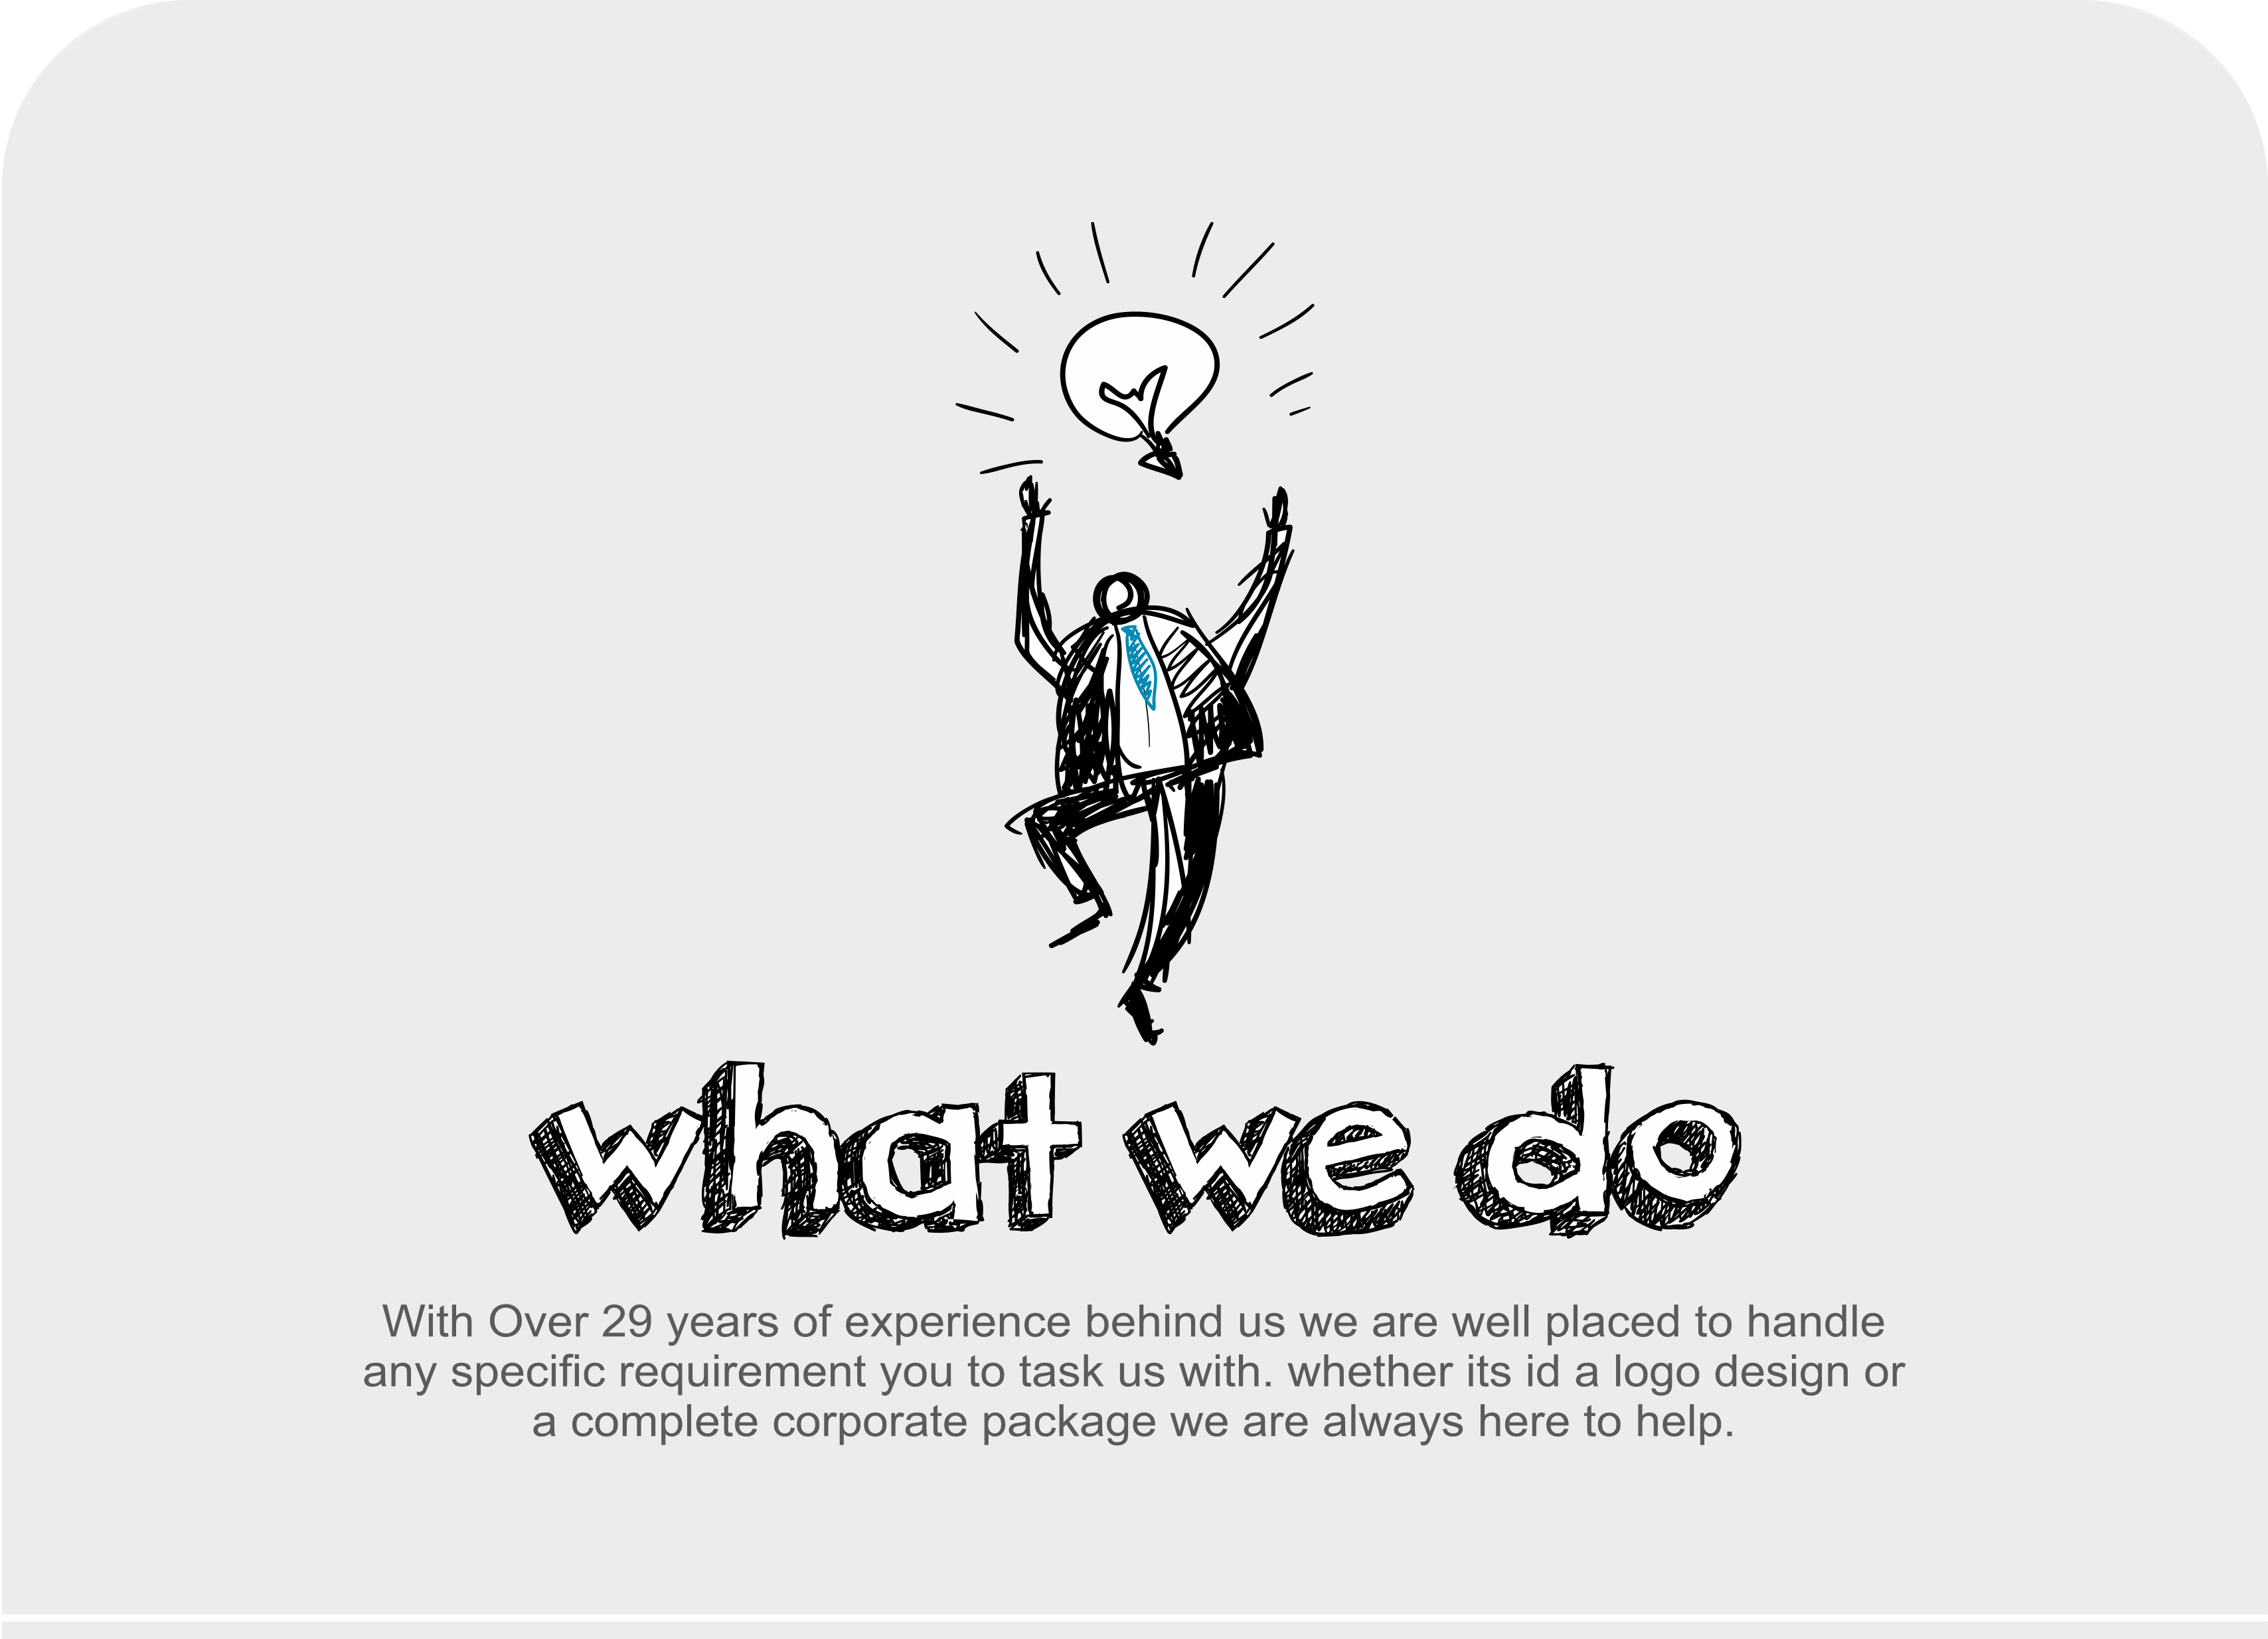 what we do
With Over 29 years of experience behind us we are well placed to handle
any specific requirement you to task us with. whether its id a logo design or
a complete corporate package we are always here to help.